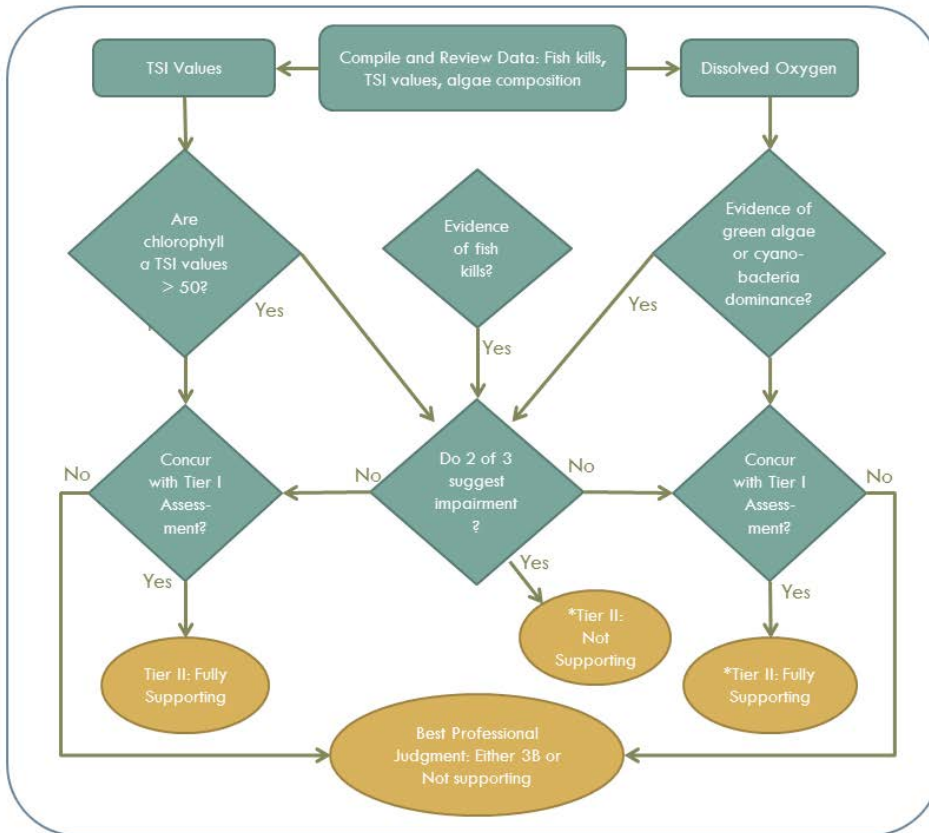 TSI Values
Compile and Review Data: Fish kills,
TSI values, algae composition
Dissolved Oxygen
Are
chlorophyll
a TSI values
> 50?
Evidence
of fish
kills?
Evidence of
green algae
or cyano-
bacteria
dominance?
Yes
Yes
Yes
No
Concur
with Tier I
Assess-
ment?
No
Do 2 of 3
suggest
impairment
?
No
Concur
with Tier I
Assess-
ment?
No
Yes
Yes
Yes
Tier II: Fully
Supporting
*Tier II:
Not
Supporting
*Tier II: Fully
Supporting
Best Professional
Judgment: Either 3B or
Not supporting